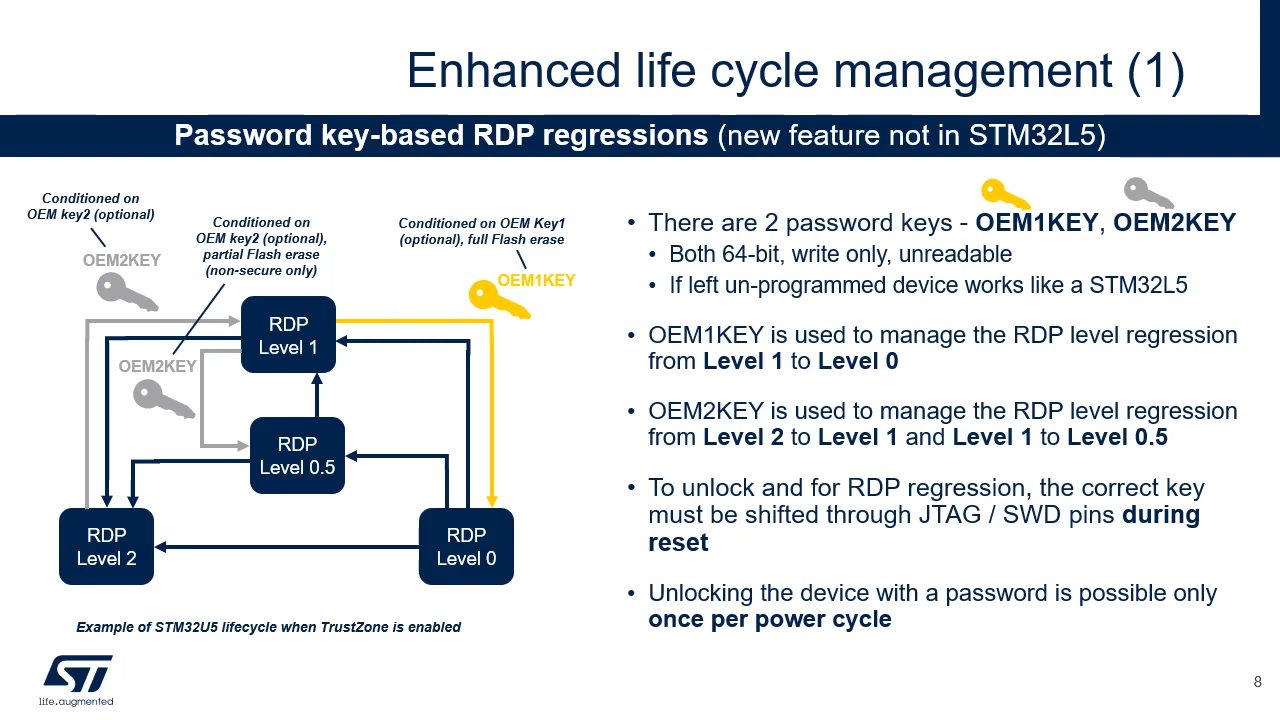 Enhanced life cycle management (1)
Password key-based RDP regressions (new feature not in STM32L5)
Conditioned on
OEM key2 (optional)
Conditioned on
OEM key2 (optional),
partial Flash erase
(non-secure only)
Conditioned on OEM Key1
(optional), full Flash erase
OEM2KEY
OEM1KEY
RDP
Level 1
OEM2KEY
RDP
Level 0.5
RDP
Level 2
RDP
Level 0
Example of STM32U5 lifecycle when TrustZone is enabled
• There are 2 password keys - OEM1KEY, OEM2KEY
• Both 64-bit, write only, unreadable
• If left un-programmed device works like a STM32L5
• OEM1KEY is used to manage the RDP level regression
from Level 1 to Level 0
• OEM2KEY is used to manage the RDP level regression
from Level 2 to Level 1 and Level 1 to Level 0.5
• To unlock and for RDP regression, the correct key
must be shifted through JTAG / SWD pins during
reset
• Unlocking the device with a password is possible only
once per power cycle
ST
life.augmented
8